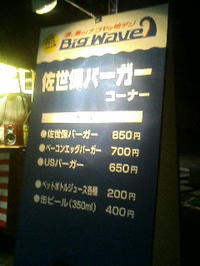 Big Wave
佐世保バーガー
コーナー
●佐世保バーガー 850円
●ベーコンエッグバーガー 700円
●USバーガー 650円
●ペットボトルジュース各種 200円
●缶ビール(350ml) 400円